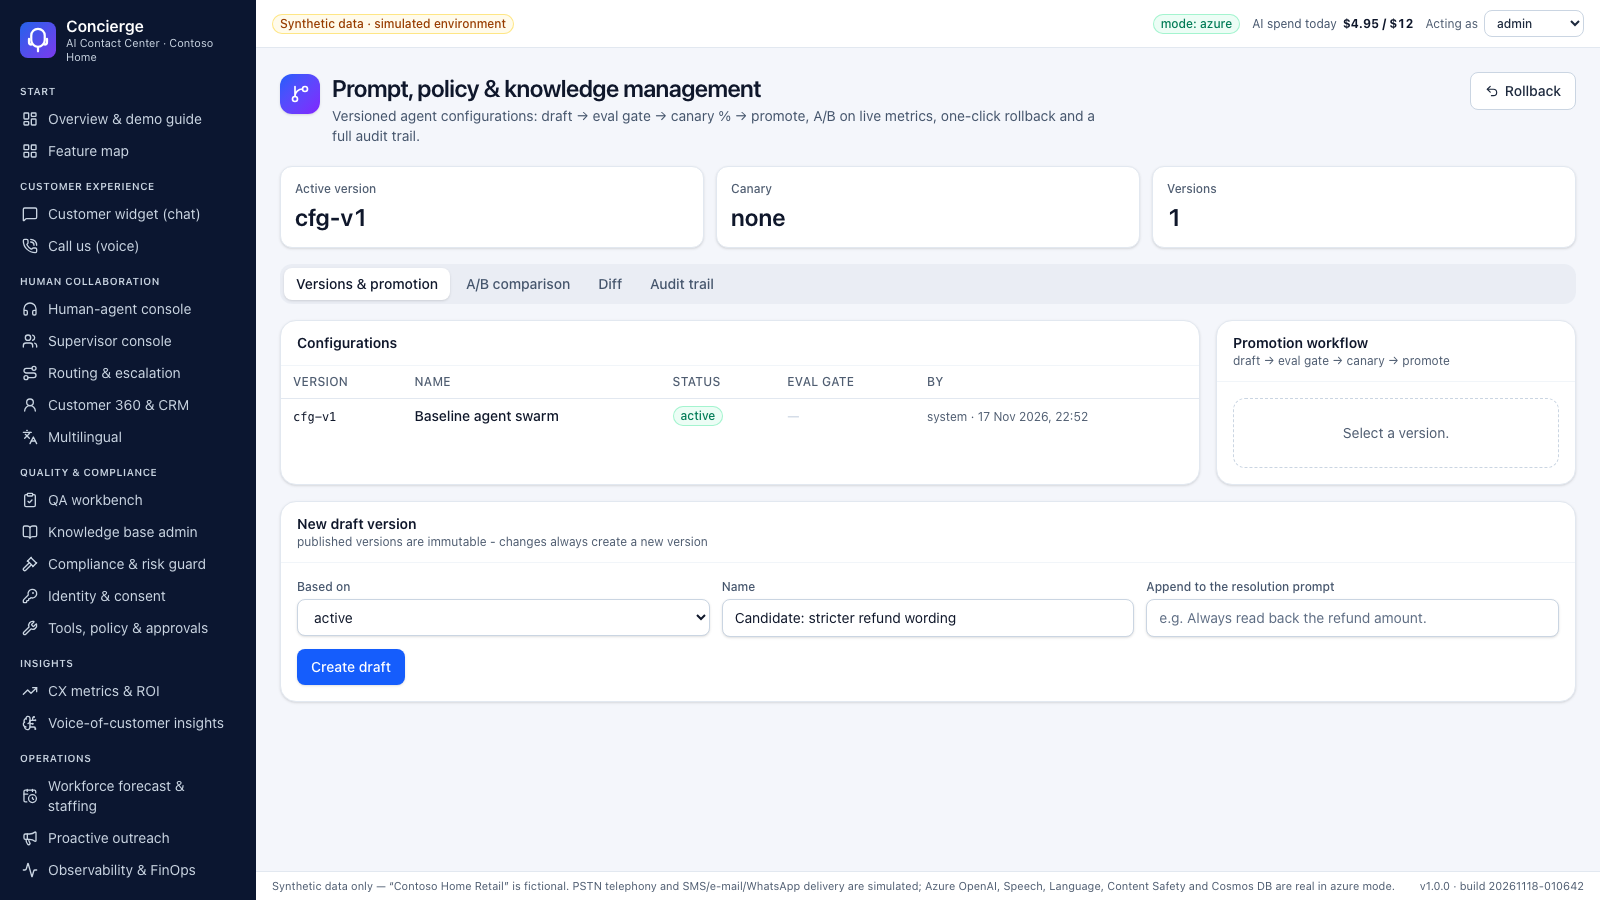 Concierge
AI Contact Center · Contoso
Home
START
Overview & demo guide
Feature map
CUSTOMER EXPERIENCE
Customer widget (chat)
Call us (voice)
HUMAN COLLABORATION
Human-agent console
Supervisor console
Routing & escalation
Customer 360 & CRM
Multilingual
QUALITY & COMPLIANCE
QA workbench
Knowledge base admin
Compliance & risk guard
Identity & consent
Tools, policy & approvals
INSIGHTS
CX metrics & ROI
Voice-of-customer insights
OPERATIONS
Workforce forecast &
staffing
Proactive outreach
Observability & FinOps
Synthetic data · simulated environment
mode: azure
AI spend today $4.95 / $12
Acting as
admin
Prompt, policy & knowledge management
Versioned agent configurations: draft → eval gate → canary % → promote, A/B on live metrics, one-click rollback and a
full audit trail.
Rollback
Active version
cfg-v1
Canary
none
Versions
1
Versions & promotion
A/B comparison
Diff
Audit trail
Configurations
VERSION NAME STATUS EVAL GATE BY
cfg-v1 Baseline agent swarm active — system · 17 Nov 2026, 22:52
Promotion workflow
draft → eval gate → canary → promote
Select a version.
New draft version
published versions are immutable - changes always create a new version
Based on
active
Name
Candidate: stricter refund wording
Append to the resolution prompt
e.g. Always read back the refund amount.
Create draft
Synthetic data only — “Contoso Home Retail” is fictional. PSTN telephony and SMS/e-mail/WhatsApp delivery are simulated; Azure OpenAI, Speech, Language, Content Safety and Cosmos DB are real in azure mode.
v1.0.0 · build 20261118-010642